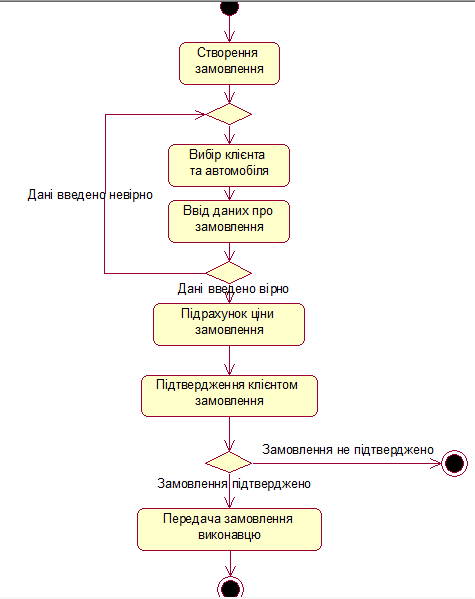 Створення
замовлення
Вибір клієнта
та автомобіля
Дані введено невірно
Ввід даних про
замовлення
Дані введено вірно
Підрахунок ціни
замовлення
Підтвердження клієнтом
замовлення
Замовлення не підтверджено
Замовлення підтверджено
Передача замовлення
виконавцю